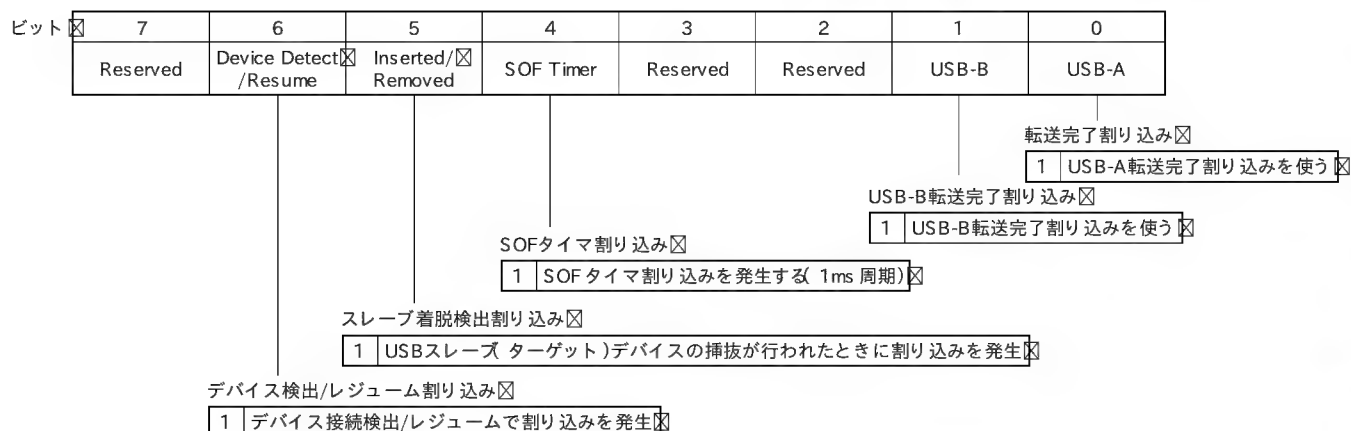 ビット 7 6 5 4 3 2 1 0
Reserved Device Detect/Resume Inserted/Removed SOF Timer Reserved Reserved USB-B USB-A
転送完了割り込み
1 USB-A転送完了割り込みを使う
USB-B転送完了割り込み
1 USB-B転送完了割り込みを使う
SOFタイマ割り込み
1 SOFタイマ割り込みを発生する(1ms周期)
スレーブ着脱検出割り込み
1 USBスレーブ(ターゲット)デバイスの挿抜が行われたときに割り込みを発生
デバイス検出/レジューム割り込み
1 デバイス接続検出/レジュームで割り込みを発生